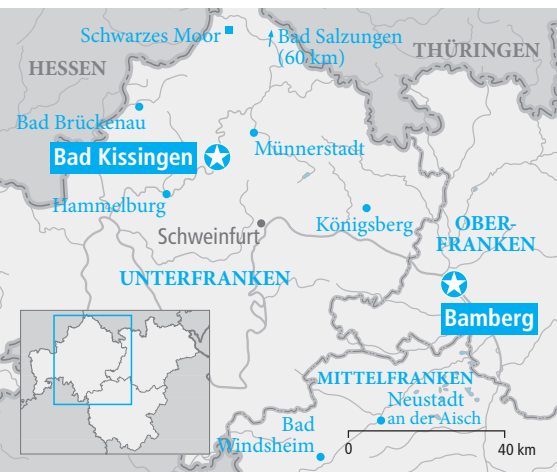 Schwarzes Moor
Bad Salzungen
(60 km)
THÜRINGEN
HESSEN
Bad Brückenau
Münnerstadt
Bad Kissingen
Hammelburg
Königsberg
OBER-
FRANKEN
Schweinfurt
UNTERFRANKEN
Bamberg
MITTELFRANKEN
Neustadt
an der Aisch
Bad
Windsheim
0
40 km